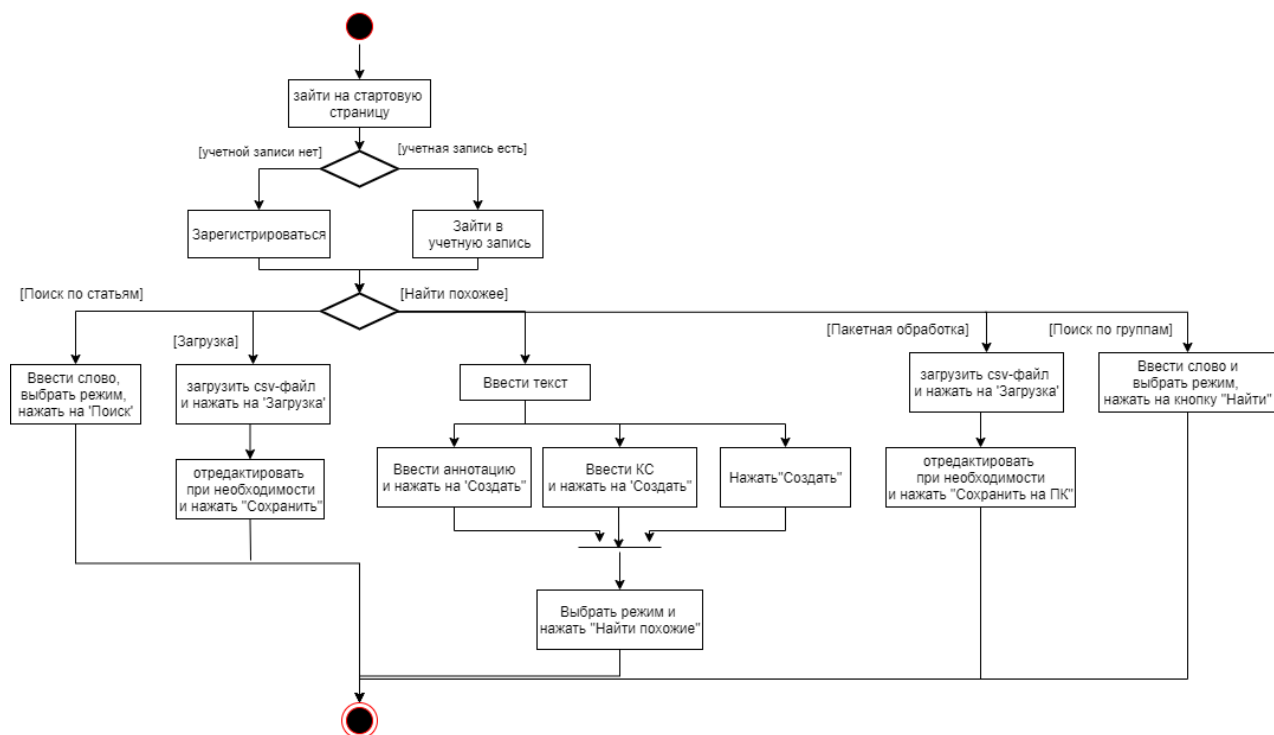 зайти на стартовую
страницу
[учетной записи нет]
[учетная запись есть]
Зарегистрироваться
Зайти в
учетную запись
[Поиск по статьям]
[Найти похожее]
[Загрузка]
[Пакетная обработка]
[Поиск по группам]
Ввести слово,
выбрать режим,
нажать на 'Поиск'
загрузить csv-файл
и нажать на 'Загрузка'
Ввести текст
загрузить csv-файл
и нажать на 'Загрузка'
Ввести слово и
выбрать режим,
нажать на кнопку "Найти"
отредактировать
при необходимости
и нажать "Сохранить"
Ввести аннотацию
и нажать на 'Создать"
Ввести КС
и нажать на 'Создать"
Нажать"Создать"
отредактировать
при необходимости
и нажать "Сохранить на ПК"
Выбрать режим и
нажать "Найти похожие"